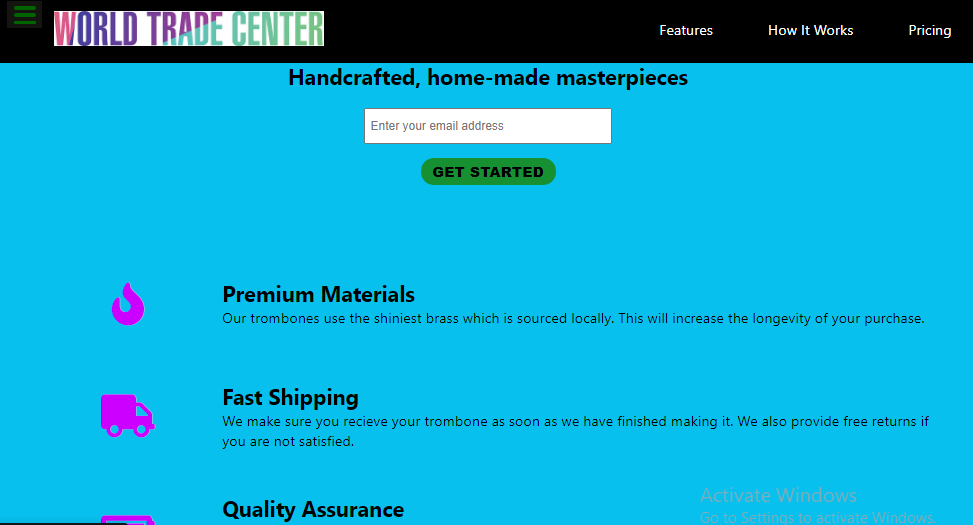 WORLD TRADE CENTER
Features
How It Works
Pricing
Handcrafted, home-made masterpieces
Enter your email address
GET STARTED
Premium Materials
Our trombones use the shiniest brass which is sourced locally. This will increase the longevity of your purchase.
Fast Shipping
We make sure you recieve your trombone as soon as we have finished making it. We also provide free returns if
you are not satisfied.
Quality Assurance
Activate Windows
Go to Settings to activate Windows.